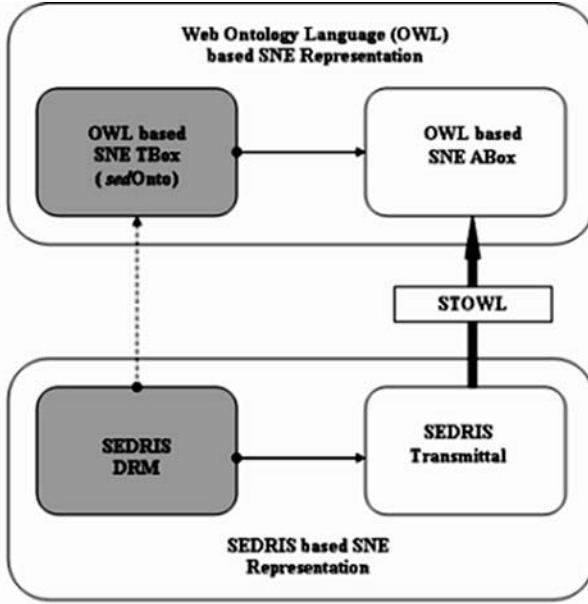 Web Ontology Language (OWL)
based SNE Representation
OWL based
SNE TBox
(sedOnto)
OWL based
SNE ABox
STOWL
SEDRIS
DRM
SEDRIS
Transmittal
SEDRIS based SNE
Representation